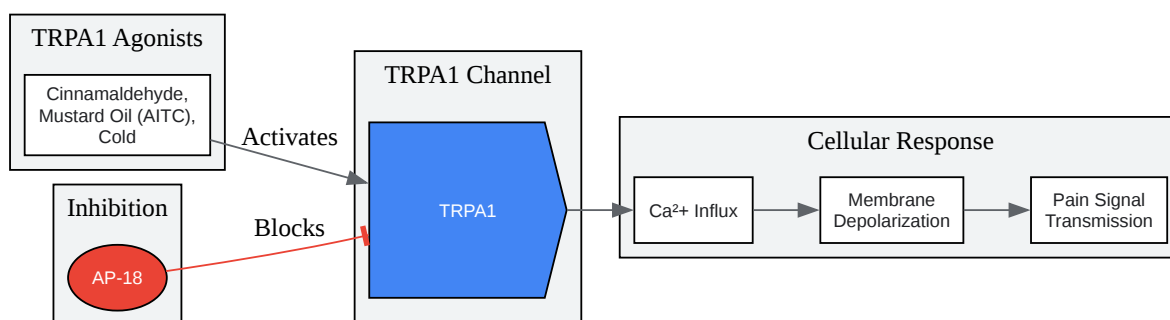 TRPA1 Agonists
Cinnamaldehyde,
Mustard Oil (AITC),
Cold
Activates
Inhibition
AP-18
Blocks
TRPA1 Channel
TRPA1
Cellular Response
Ca²+ Influx
Membrane
Depolarization
Pain Signal
Transmission